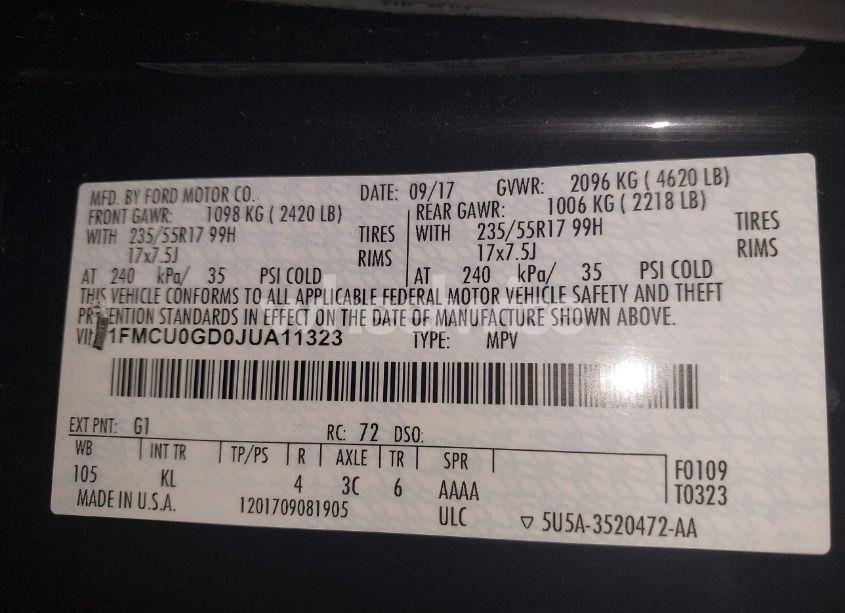 MFD. BY FORD MOTOR CO. DATE: 09/17 GVWR: 2096 KG ( 4620 LB)
FRONT GAWR: 1098 KG ( 2420 LB) REAR GAWR: 1006 KG ( 2218 LB)
WITH 235/55R17 99H TIRES WITH 235/55R17 99H TIRES
17x7.5J RIMS 17x7.5J RIMS
AT 240 kPa/ 35 PSI COLD AT 240 kPa/ 35 PSI COLD
THIS VEHICLE CONFORMS TO ALL APPLICABLE FEDERAL MOTOR VEHICLE SAFETY AND THEFT
PREVENTION STANDARDS IN EFFECT ON THE DATE OF MANUFACTURE SHOWN ABOVE.
VIN: 1FMCU0GD0JUA11323 TYPE: MPV
EXT PNT: G1 RC: 72 DSO:
WB INT TR TP/PS R AXLE TR SPR F0109
105 KL 4 3C 6 AAAA T0323
MADE IN U.S.A. 1201709081905 ULC ▽ 5U5A-3520472-AA